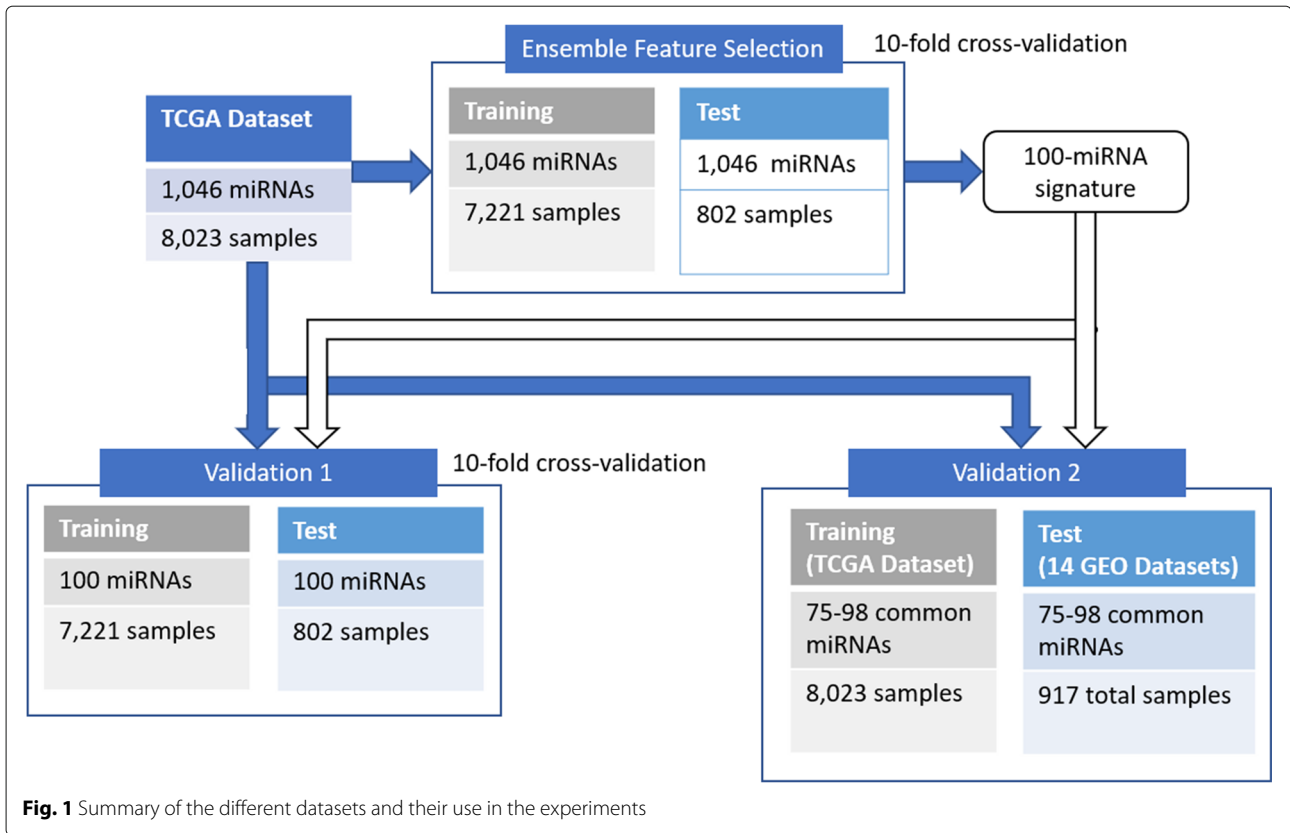 Ensemble Feature Selection
10-fold cross-validation
TCGA Dataset
1,046 miRNAs
8,023 samples
Training
1,046 miRNAs
7,221 samples
Test
1,046 miRNAs
802 samples
100-miRNA
signature
Validation 1
10-fold cross-validation
Training
100 miRNAs
7,221 samples
Test
100 miRNAs
802 samples
Validation 2
Training
(TCGA Dataset)
75-98 common
miRNAs
8,023 samples
Test
(14 GEO Datasets)
75-98 common
miRNAs
917 total samples
Fig. 1 Summary of the different datasets and their use in the experiments